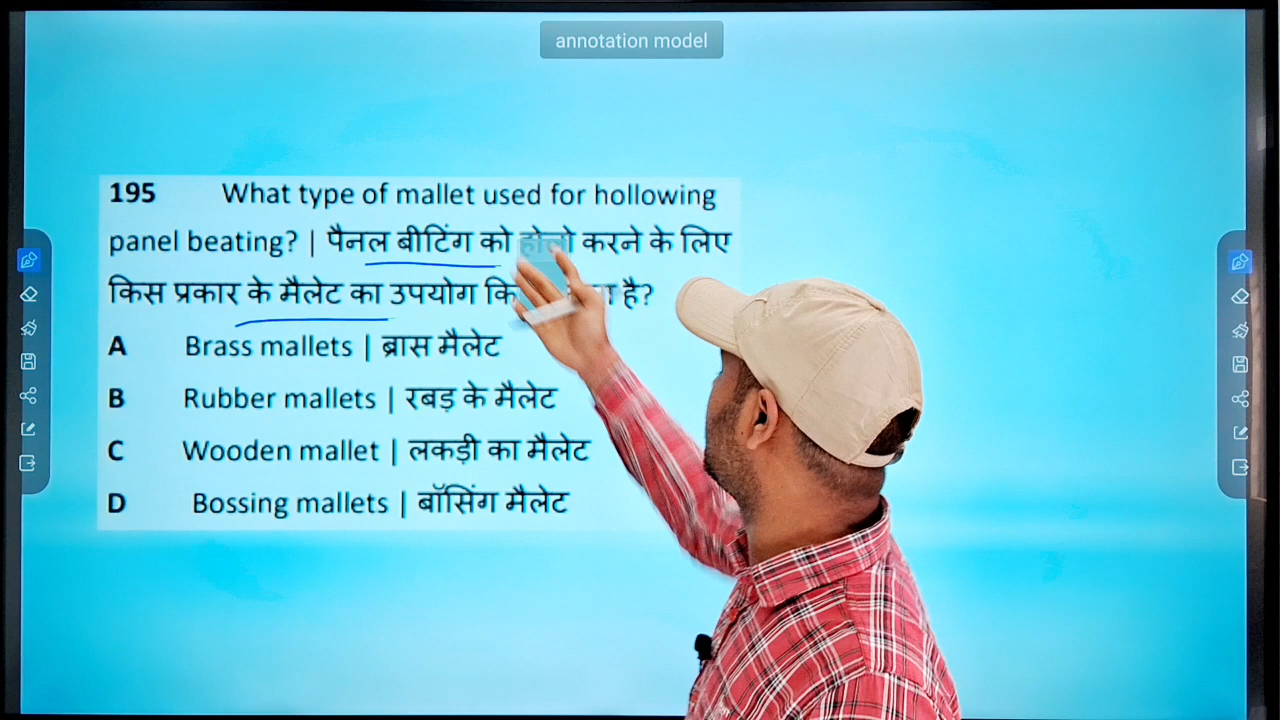 annotation model
195 What type of mallet used for hollowing
panel beating? | पैनल बीटिंग को करने के लिए
किस प्रकार के मैलेट का उपयोग है?
A Brass mallets | ब्रास मैलेट
B Rubber mallets | रबड़ के मैलेट
C Wooden mallet | लकड़ी का मैलेट
D Bossing mallets | बॉसिंग मैलेट